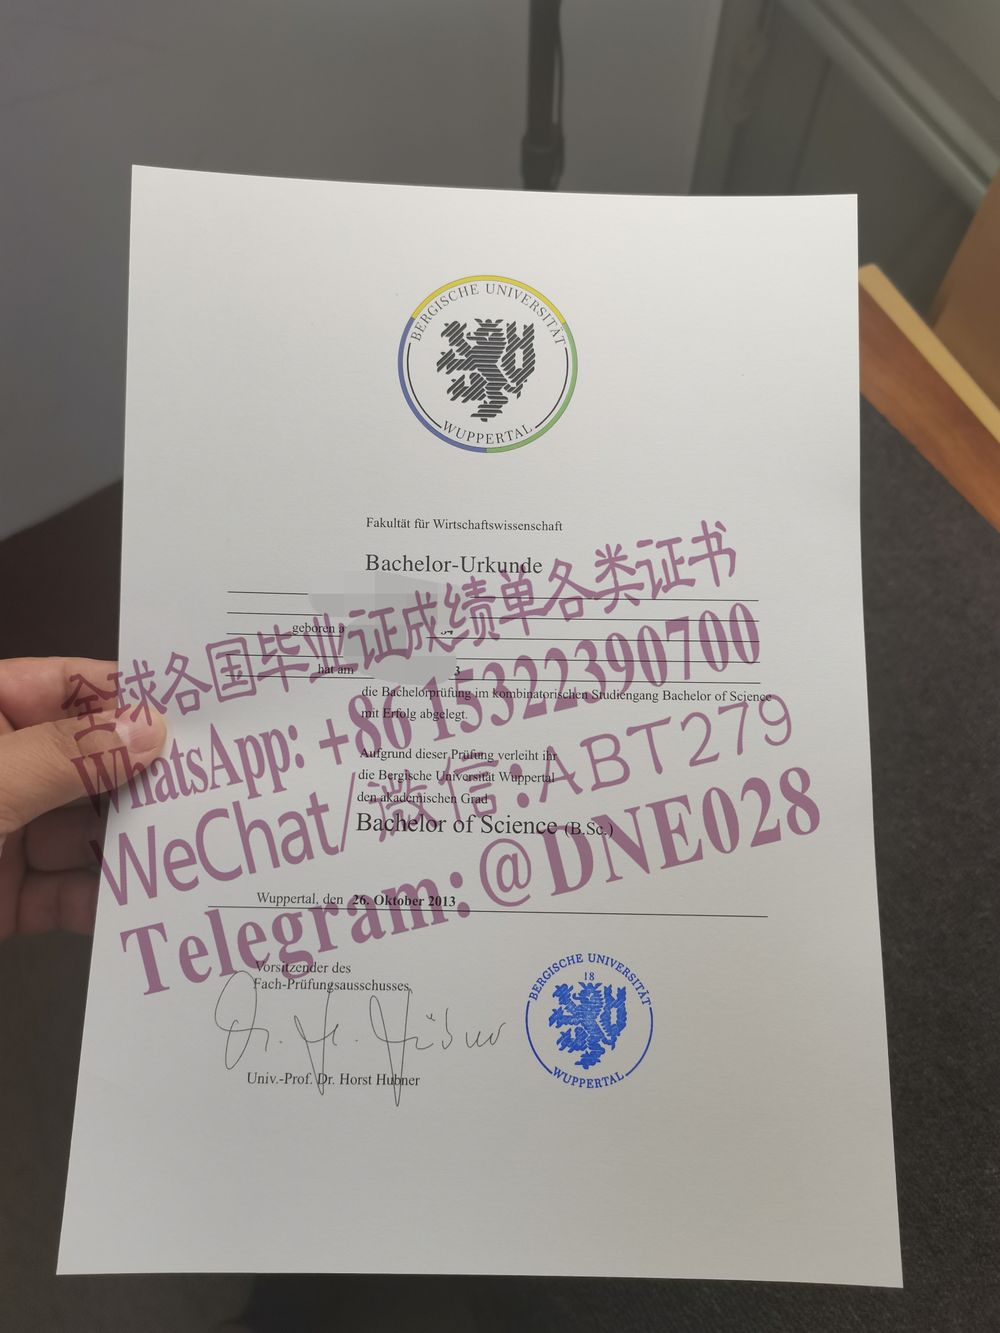 BERGISCHE UNIVERSITÄT
WUPPERTAL
Fakultät für Wirtschaftswissenschaft
Bachelor-Urkunde
geboren a
hat am
3
die Bachelorprüfung im kombinatorischen Studiengang Bachelor of Science
mit Erfolg abgelegt.
Aufgrund dieser Prüfung verleiht ihr
die Bergische Universität Wuppertal
den akademischen Grad
Bachelor of Science (B.Sc.)
Wuppertal, den 26. Oktober 2013
Vorsitzender des
Fach-Prüfungsausschusses,
Dr. H. Hübner
Univ.-Prof. Dr. Horst Hubner
BERGISCHE UNIVERSITÄT
18
WUPPERTAL
全球各国毕业证成绩单各类证书
WhatsApp: +86 15322390700
WeChat/微信:ABT279
Telegram:@DNE028